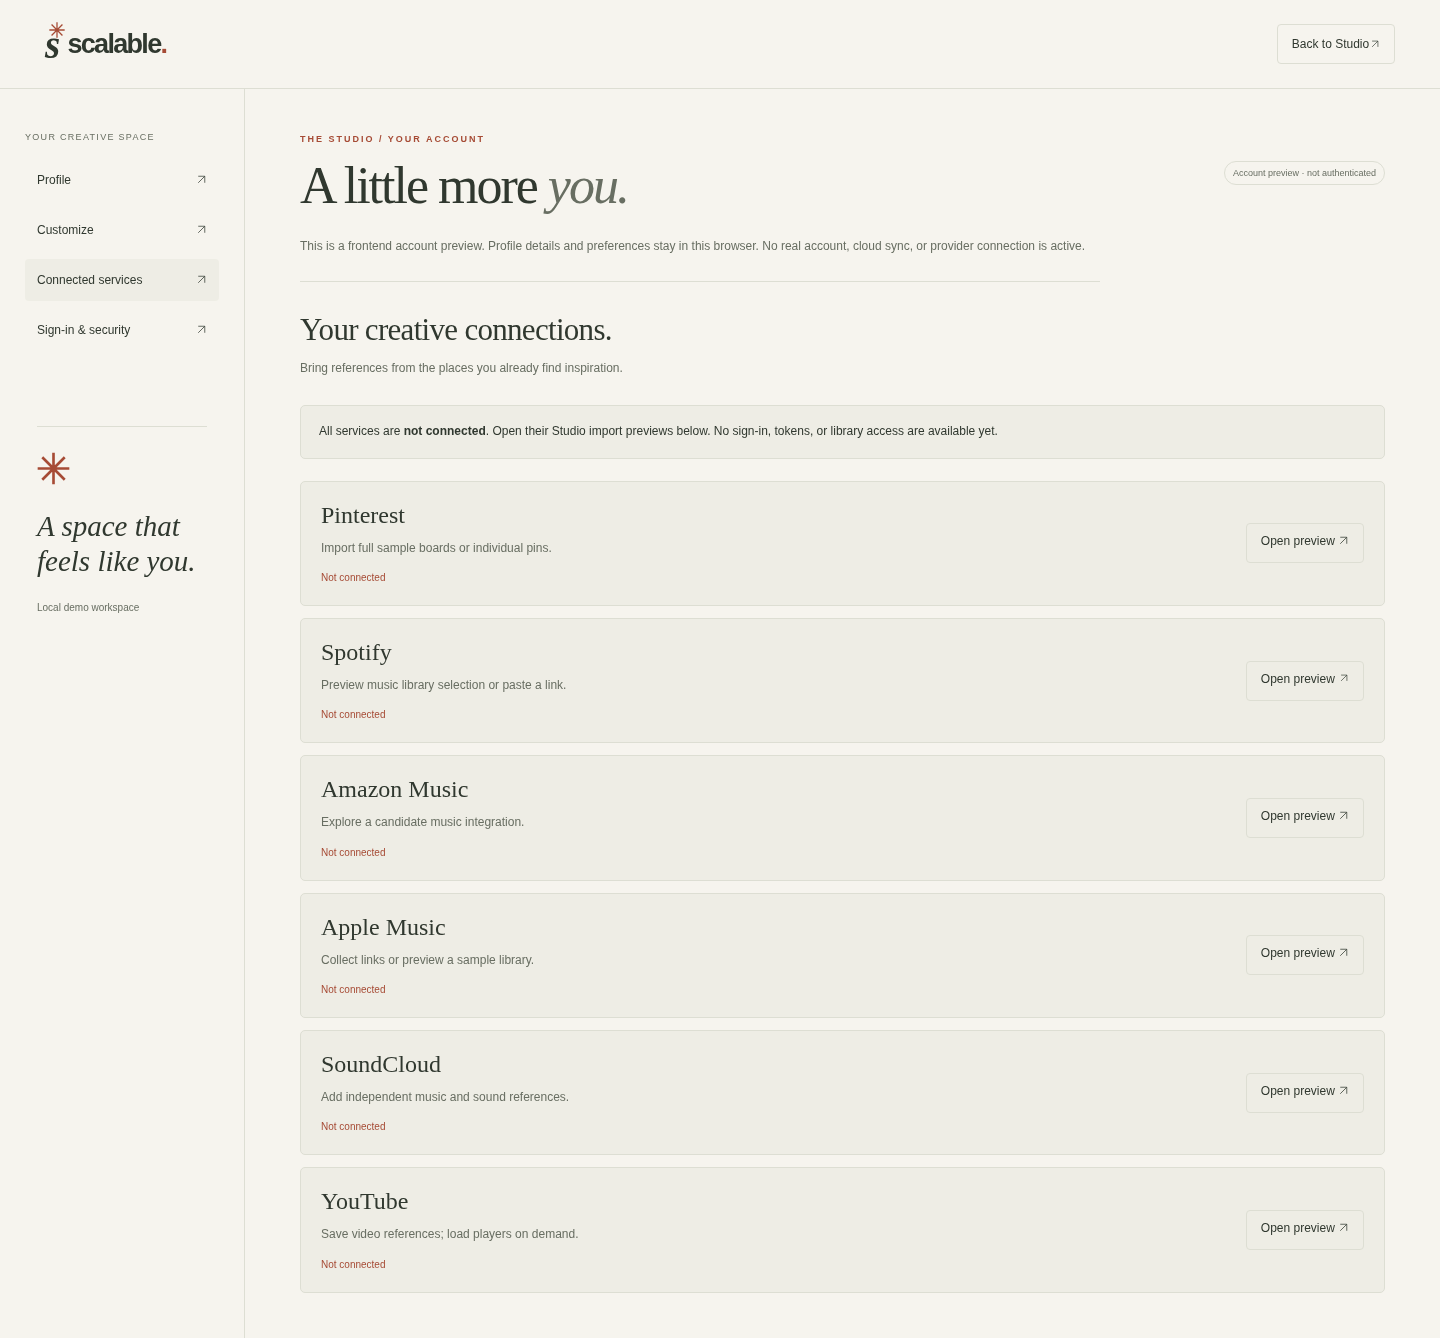 s scalable.
Back to Studio
YOUR CREATIVE SPACE
Profile
Customize
Connected services
Sign-in & security
A space that
feels like you.
Local demo workspace
THE STUDIO / YOUR ACCOUNT
A little more you.
Account preview · not authenticated
This is a frontend account preview. Profile details and preferences stay in this browser. No real account, cloud sync, or provider connection is active.
Your creative connections.
Bring references from the places you already find inspiration.
All services are not connected. Open their Studio import previews below. No sign-in, tokens, or library access are available yet.
Pinterest
Import full sample boards or individual pins.
Not connected
Open preview
Spotify
Preview music library selection or paste a link.
Not connected
Open preview
Amazon Music
Explore a candidate music integration.
Not connected
Open preview
Apple Music
Collect links or preview a sample library.
Not connected
Open preview
SoundCloud
Add independent music and sound references.
Not connected
Open preview
YouTube
Save video references; load players on demand.
Not connected
Open preview